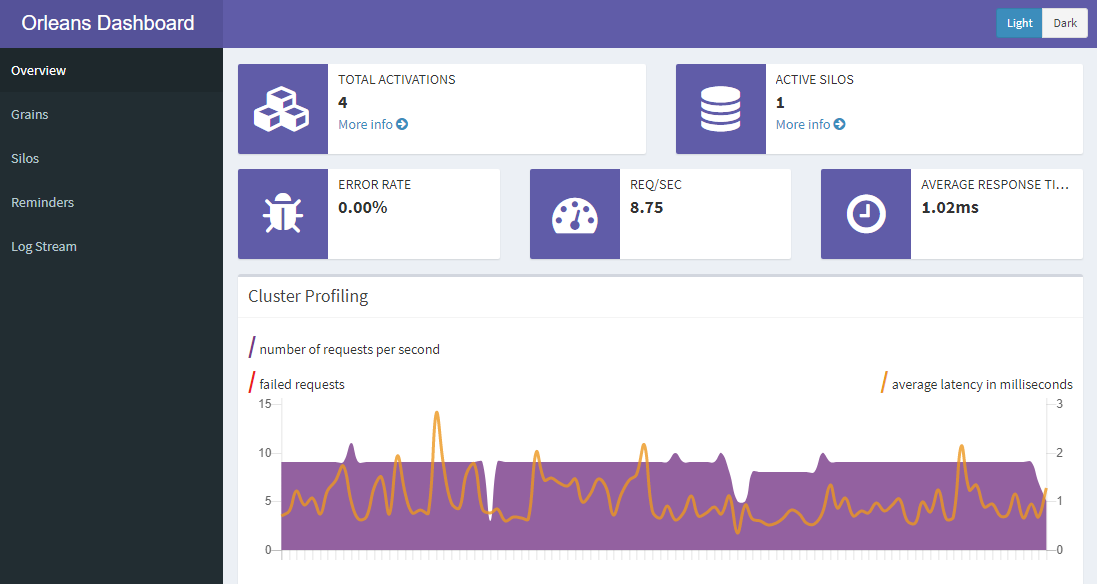 Orleans Dashboard
Light Dark
Overview
Grains
Silos
Reminders
Log Stream
TOTAL ACTIVATIONS
4
More info
ACTIVE SILOS
1
More info
ERROR RATE
0.00%
REQ/SEC
8.75
AVERAGE RESPONSE TI...
1.02ms
Cluster Profiling
number of requests per second
failed requests
average latency in milliseconds
15
10
5
0
3
2
1
0